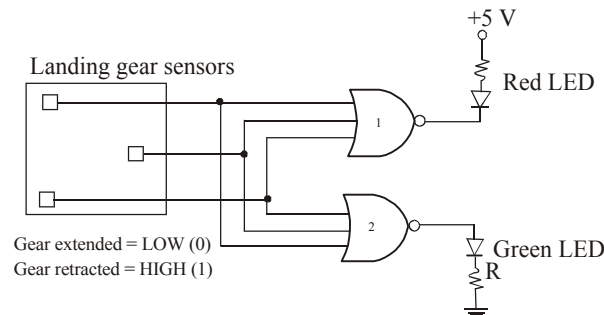 +5 V
Landing gear sensors
Red LED
1
2
Gear extended = LOW (0)
Green LED
Gear retracted = HIGH (1)
R